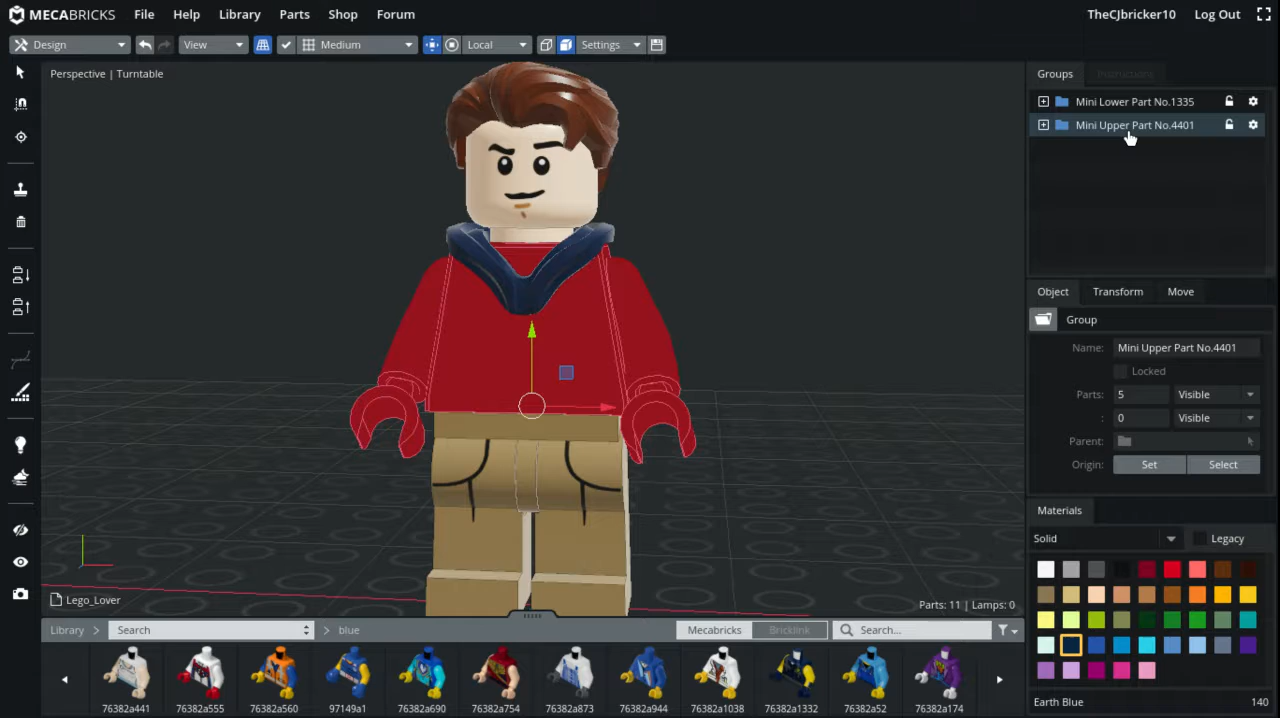 MECABRICKS File Help Library Parts Shop Forum TheCJbricker10 Log Out
Design View Medium Local Settings
Perspective | Turntable
Groups Instructions
Mini Lower Part No.1335
Mini Upper Part No.4401
Object Transform Move
Group
Name: Mini Upper Part No.4401
Locked
Parts: 5 Visible
: 0 Visible
Parent:
Origin: Set Select
Materials
Solid Legacy
Earth Blue 140
Lego_Lover Parts: 11 | Lamps: 0
Library > Search > blue Mecabricks Bricklink Search...
76382a441 76382a555 76382a560 97149a1 76382a690 76382a754 76382a873 76382a944 76382a1038 76382a1332 76382a52 76382a174